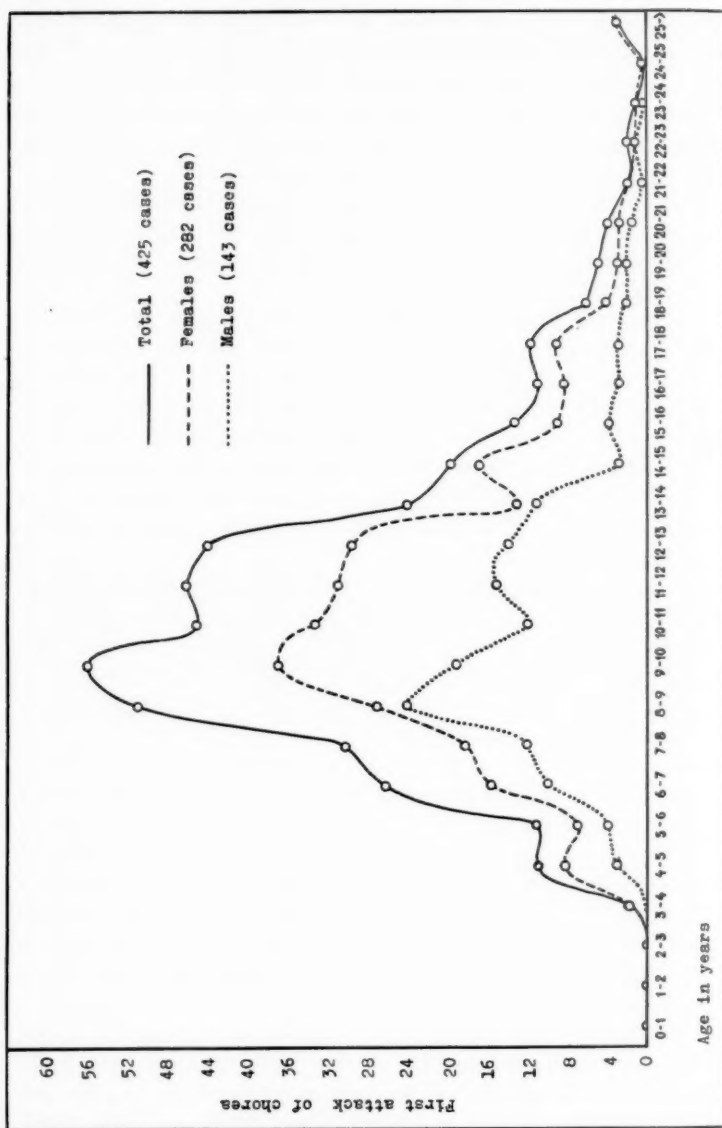 First attack of chorea
60
56
52
48
44
40
36
32
28
24
20
16
12
8
4
0
Total (425 cases)
Females (282 cases)
Males (143 cases)
0-1 1-2 2-3 3-4 4-5 5-6 6-7 7-8 8-9 9-10 10-11 11-12 12-13 13-14 14-15 15-16 16-17 17-18 18-19 19-20 20-21 21-22 22-23 23-24 24-25 25-)
Age in years